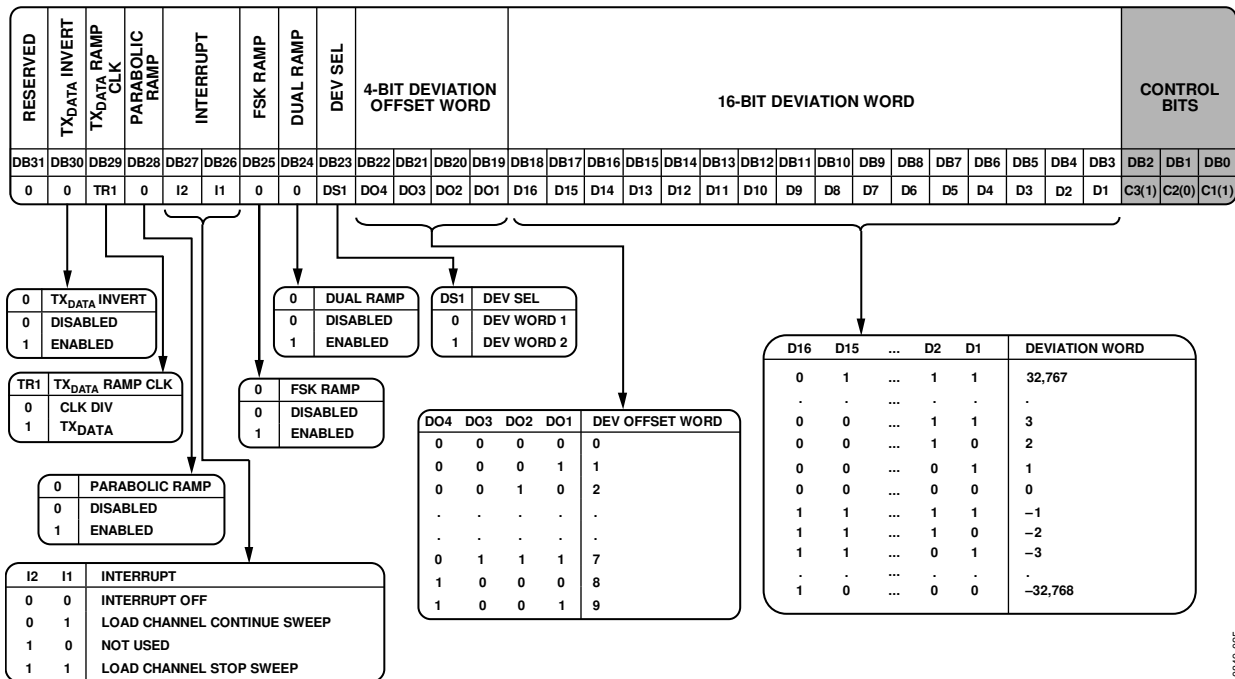 RESERVED
TXDATA INVERT
TXDATA RAMP CLK
PARABOLIC RAMP
INTERRUPT
FSK RAMP
DUAL RAMP
DEV SEL
4-BIT DEVIATION
OFFSET WORD
16-BIT DEVIATION WORD
CONTROL
BITS
DB31 DB30 DB29 DB28 DB27 DB26 DB25 DB24 DB23 DB22 DB21 DB20 DB19 DB18 DB17 DB16 DB15 DB14 DB13 DB12 DB11 DB10 DB9 DB8 DB7 DB6 DB5 DB4 DB3 DB2 DB1 DB0
0 0 TR1 0 I2 I1 0 0 DS1 DO4 DO3 DO2 DO1 D16 D15 D14 D13 D12 D11 D10 D9 D8 D7 D6 D5 D4 D3 D2 D1 C3(1) C2(0) C1(1)
0 TXDATA INVERT
0 DISABLED
1 ENABLED
TR1 TXDATA RAMP CLK
0 CLK DIV
1 TXDATA
0 PARABOLIC RAMP
0 DISABLED
1 ENABLED
I2 I1 INTERRUPT
0 0 INTERRUPT OFF
0 1 LOAD CHANNEL CONTINUE SWEEP
1 0 NOT USED
1 1 LOAD CHANNEL STOP SWEEP
0 FSK RAMP
0 DISABLED
1 ENABLED
0 DUAL RAMP
0 DISABLED
1 ENABLED
DS1 DEV SEL
0 DEV WORD 1
1 DEV WORD 2
DO4 DO3 DO2 DO1 DEV OFFSET WORD
0 0 0 0 0
0 0 0 1 1
0 0 1 0 2
. . . . .
. . . . .
0 1 1 1 7
1 0 0 0 8
1 0 0 1 9
D16 D15 ... D2 D1 DEVIATION WORD
0 1 ... 1 1 32,767
. . ... . . .
0 0 ... 1 1 3
0 0 ... 1 0 2
0 0 ... 0 1 1
0 0 ... 0 0 0
1 1 ... 1 1 –1
1 1 ... 1 0 –2
1 1 ... 0 1 –3
. . ... . . .
1 0 ... 0 0 –32,768